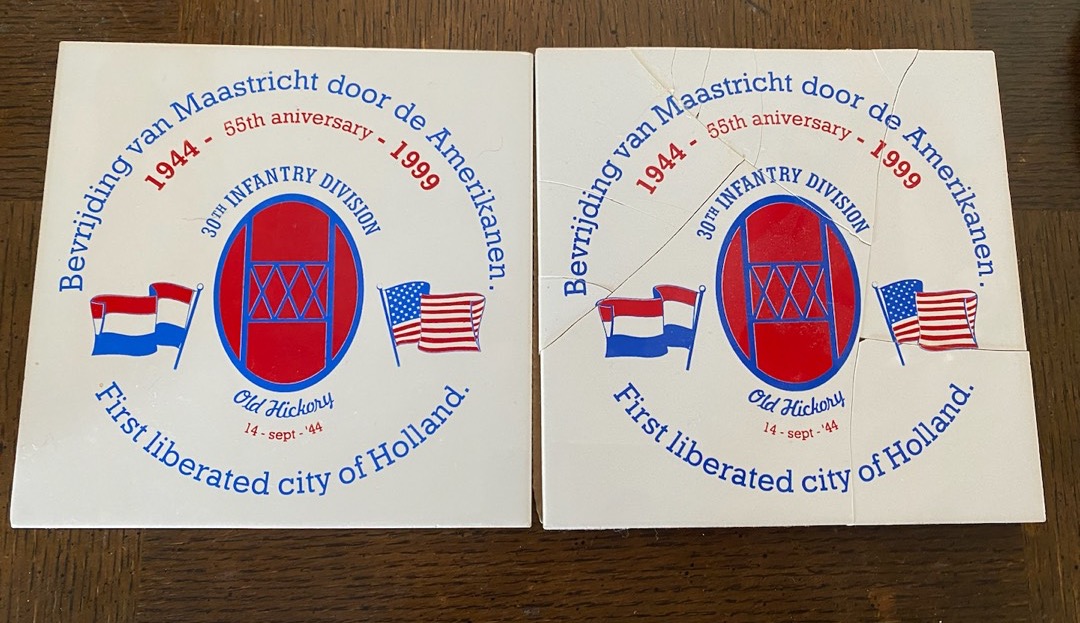 Bevrijding van Maastricht door de Amerikanen.
1944 - 55th aniversary - 1999
30TH INFANTRY DIVISION
Old Hickory
14 - sept - '44
First liberated city of Holland.
Bevrijding van Maastricht door de Amerikanen.
1944 - 55th aniversary - 1999
30TH INFANTRY DIVISION
Old Hickory
14 - sept - '44
First liberated city of Holland.